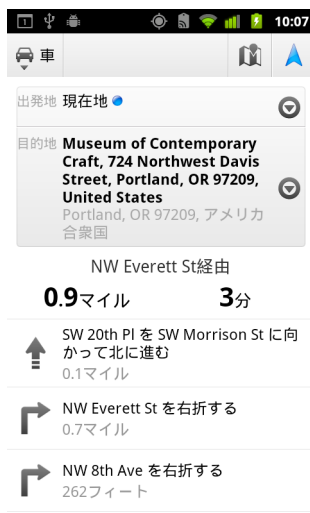 10:07
車
出発地 現在地
目的地 Museum of Contemporary
Craft, 724 Northwest Davis
Street, Portland, OR 97209,
United States
Portland, OR 97209, アメリカ
合衆国
NW Everett St経由
0.9マイル 3分
SW 20th Pl を SW Morrison St に向
かって北に進む
0.1マイル
NW Everett St を右折する
0.7マイル
NW 8th Ave を右折する
262フィート